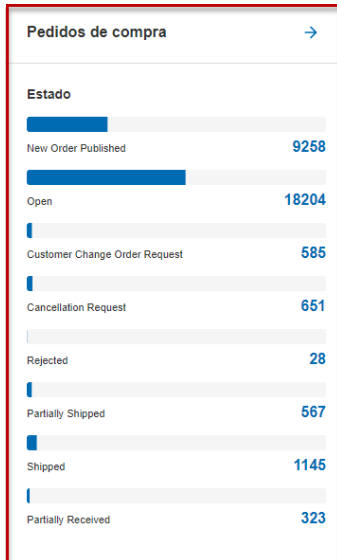 Pedidos de compra
Estado
New Order Published 9258
Open 18204
Customer Change Order Request 585
Cancellation Request 651
Rejected 28
Partially Shipped 567
Shipped 1145
Partially Received 323